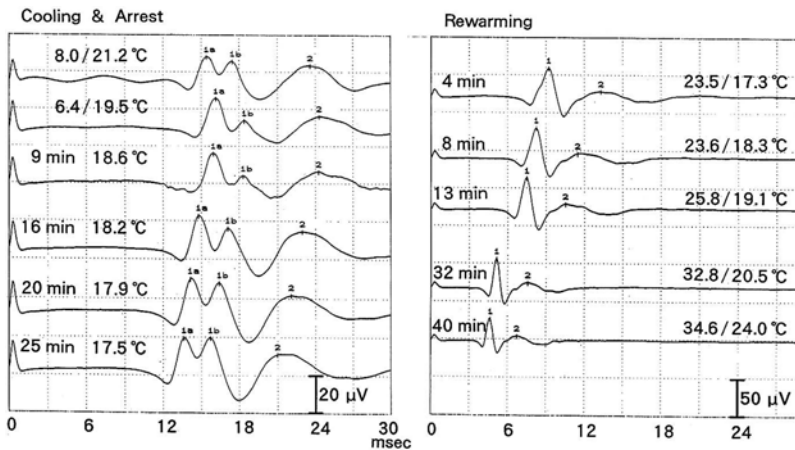 Cooling & Arrest
8.0/21.2℃
1a 1b 2
6.4/19.5℃
1a 1b 2
9 min 18.6℃
1a 1b 2
16 min 18.2℃
1a 1b 2
20 min 17.9℃
1a 1b 2
25 min 17.5℃
1a 1b 2
20 μV
0 6 12 18 24 30
msec
Rewarming
4 min 1 2 23.5/17.3℃
8 min 1 2 23.6/18.3℃
13 min 1 2 25.8/19.1℃
32 min 1 2 32.8/20.5℃
40 min 1 2 34.6/24.0℃
50 μV
0 6 12 18 24